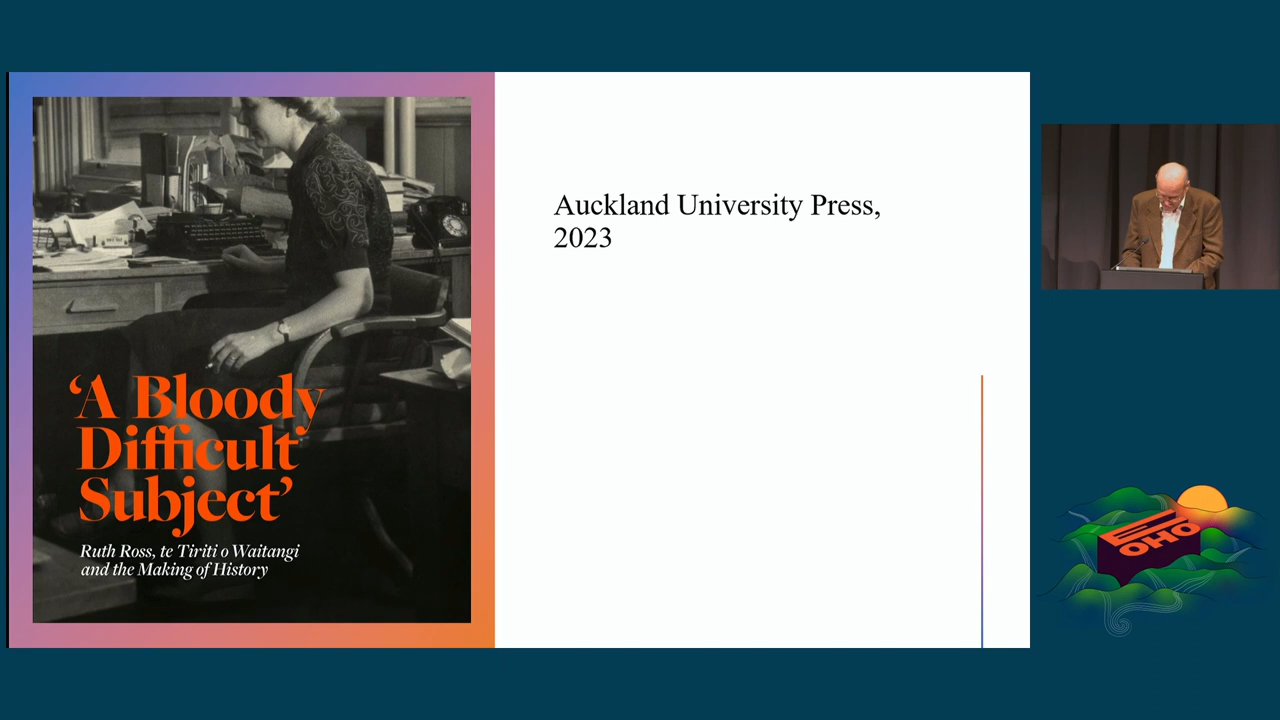 ‘A Bloody
Difficult
Subject’
Ruth Ross, te Tiriti o Waitangi
and the Making of History
Auckland University Press,
2023
E
OHO